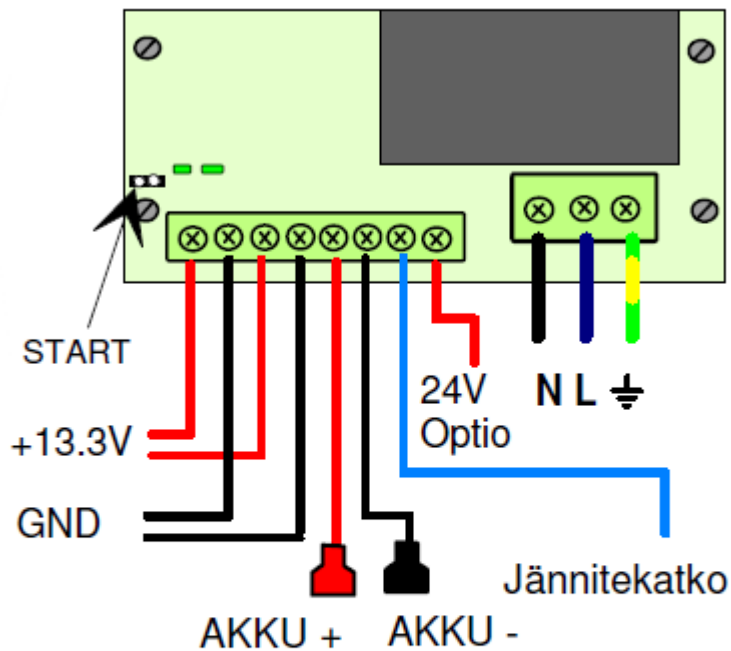 START
+13.3V
GND
AKKU +
AKKU -
24V
Optio
N L
Jännitekatko